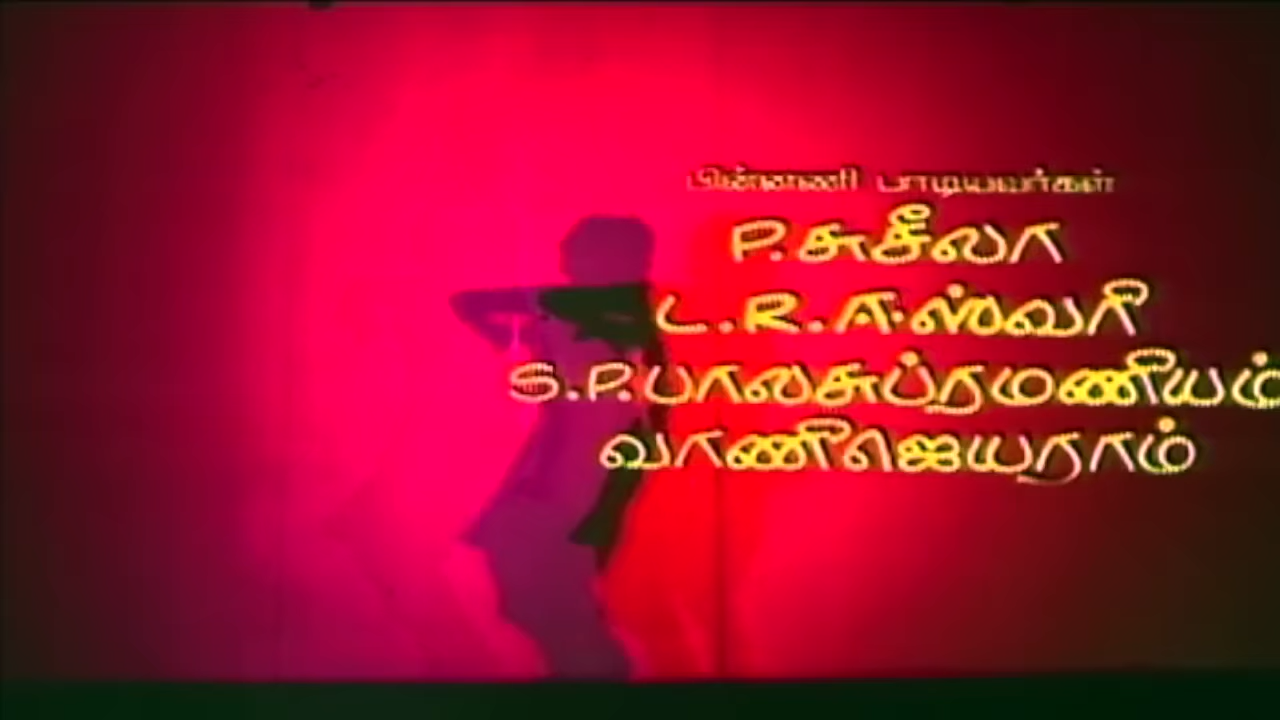 பின்னணி பாடியவர்கள்
P.சுசீலா
L.R.ஈஸ்வரி
S.P.பாலசுப்ரமணியம்
வாணிஜெயராம்